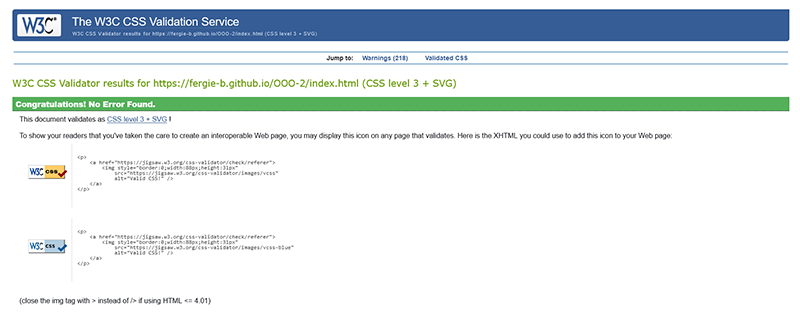 W3C® The W3C CSS Validation Service
W3C CSS Validator results for https://fergie-b.github.io/OOO-2/index.html (CSS level 3 + SVG)
Jump to: Warnings (218) Validated CSS
W3C CSS Validator results for https://fergie-b.github.io/OOO-2/index.html (CSS level 3 + SVG)
Congratulations! No Error Found.
This document validates as CSS level 3 + SVG !
To show your readers that you've taken the care to create an interoperable Web page, you may display this icon on any page that validates. Here is the XHTML you could use to add this icon to your Web page:
W3C CSS
<p>
<a href="https://jigsaw.w3.org/css-validator/check/referer">
<img style="border:0;width:88px;height:31px"
src="https://jigsaw.w3.org/css-validator/images/vcss"
alt="Valid CSS!" />
</a>
</p>
W3C CSS
<p>
<a href="https://jigsaw.w3.org/css-validator/check/referer">
<img style="border:0;width:88px;height:31px"
src="https://jigsaw.w3.org/css-validator/images/vcss-blue"
alt="Valid CSS!" />
</a>
</p>
(close the img tag with > instead of /> if using HTML <= 4.01)